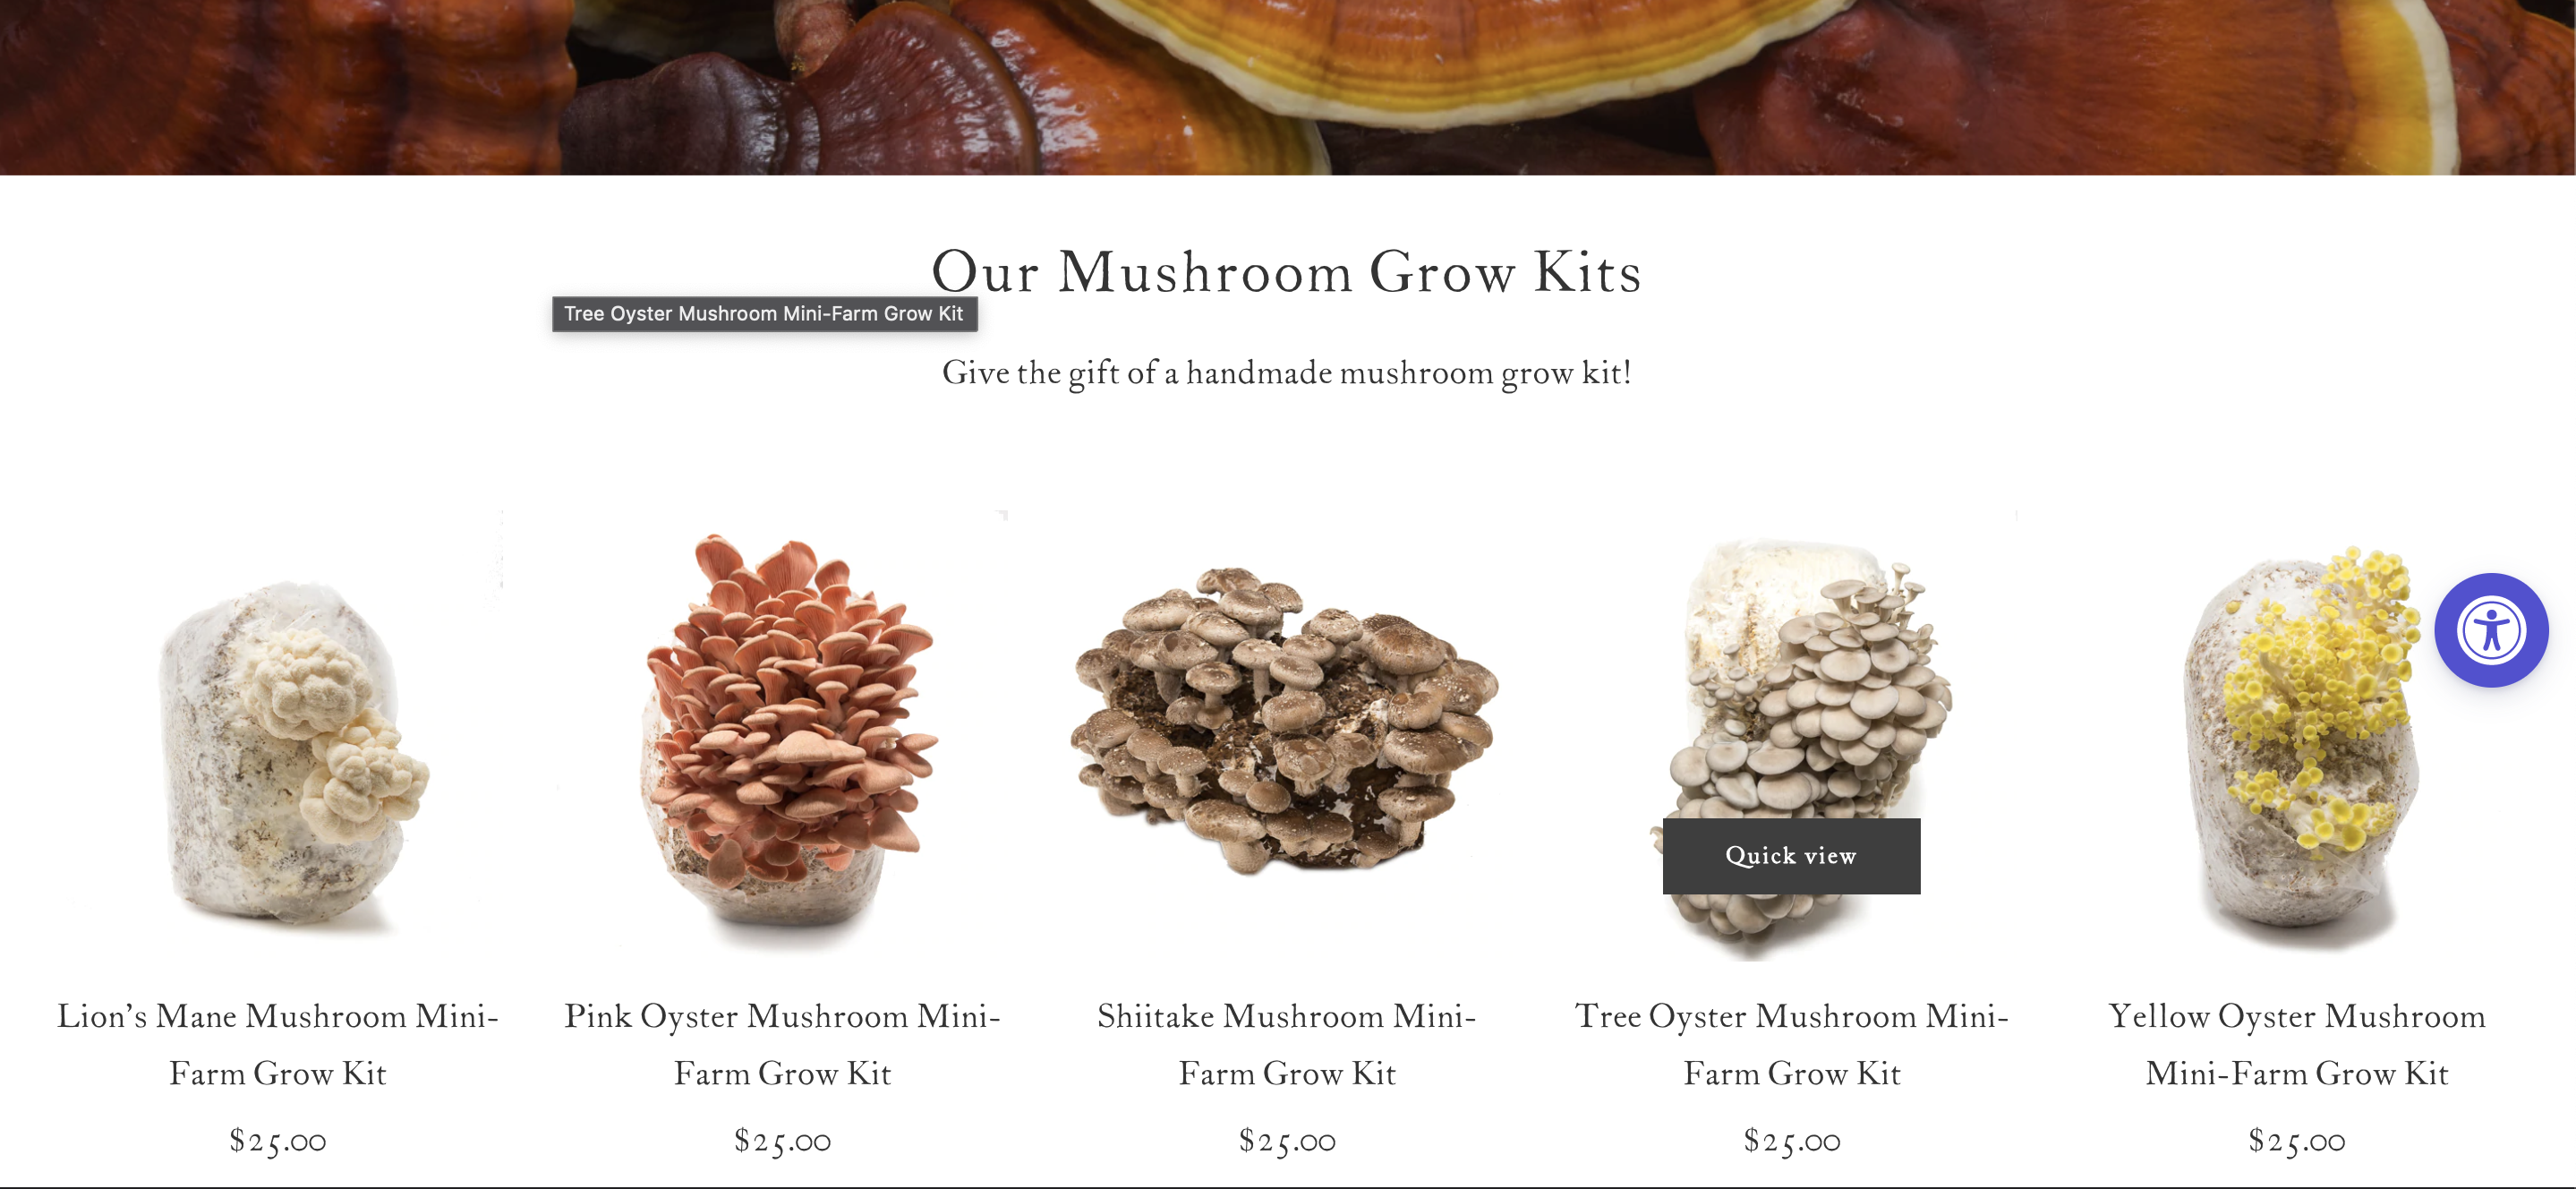 Our Mushroom Grow Kits
Tree Oyster Mushroom Mini-Farm Grow Kit
Give the gift of a handmade mushroom grow kit!
Quick view
Lion's Mane Mushroom Mini-
Farm Grow Kit
$25.00
Pink Oyster Mushroom Mini-
Farm Grow Kit
$25.00
Shiitake Mushroom Mini-
Farm Grow Kit
$25.00
Tree Oyster Mushroom Mini-
Farm Grow Kit
$25.00
Yellow Oyster Mushroom
Mini-Farm Grow Kit
$25.00